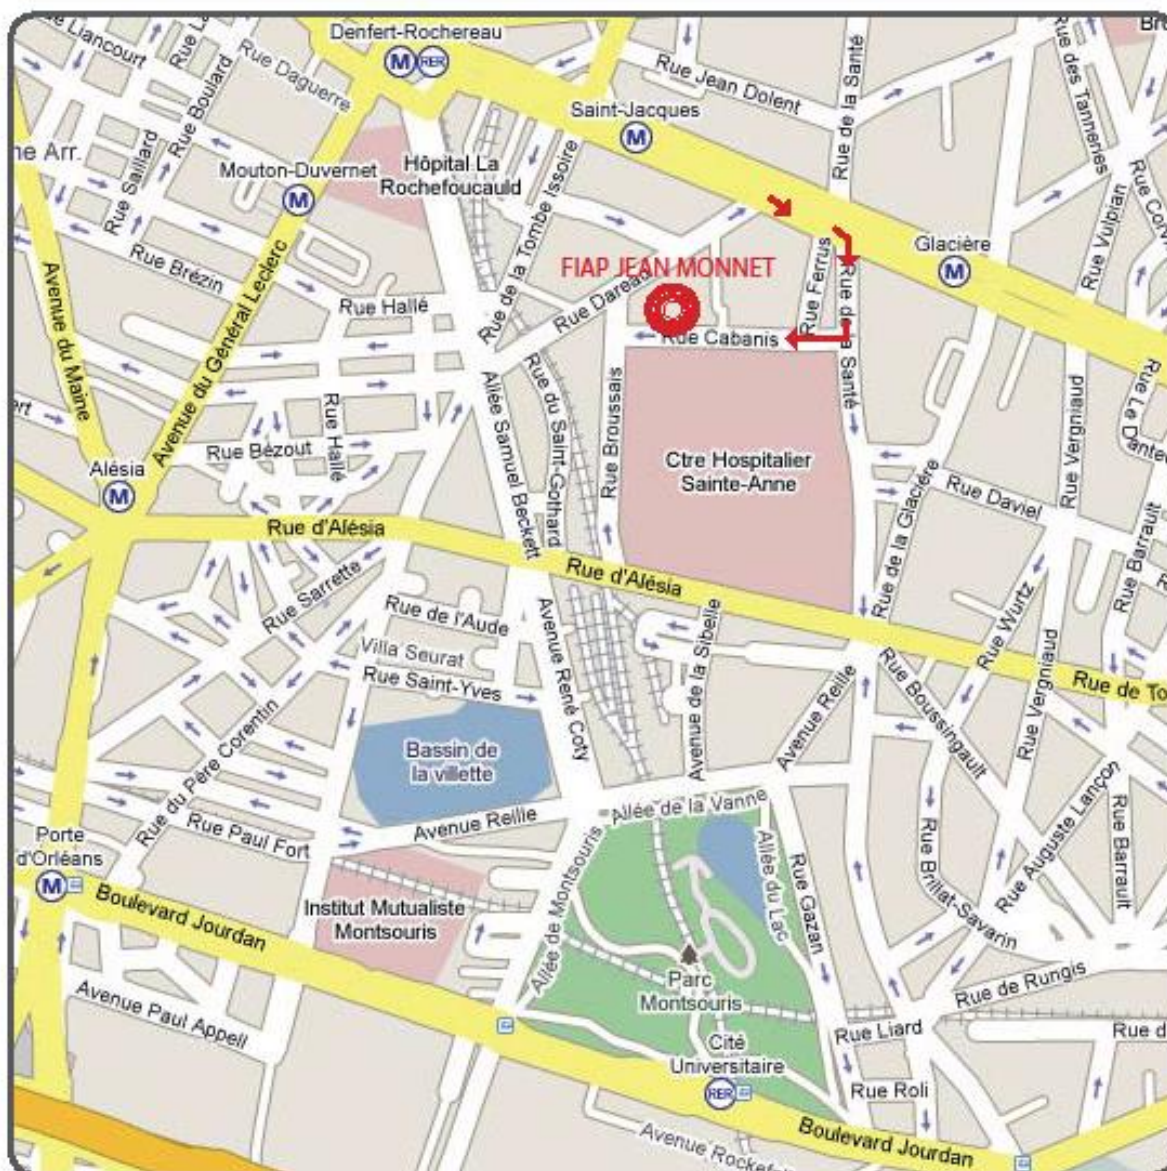 Denfert-Rochereau
M
RER
Rue Daguerre
Rue Boulard
Liancourt
Rue Saillard
Mouton-Duvernet
M
Hôpital La
Rochefoucauld
Saint-Jacques
M
Rue Jean Dolent
Rue de la Santé
Rue des Tanneries
Rue Vulpian
Rue de la Tombe Issoire
Rue Brézin
Avenue du Maine
Avenue du Général Leclerc
Rue Hallé
FIAP JEAN MONNET
Rue Dareau
Rue Ferrus
Rue de la Santé
Glacière
M
Rue Cabanis
Rue Broussais
Rue du Saint-Gothard
Allée Samuel Beckett
Rue Hallé
Rue Bézout
Alésia
M
Ctre Hospitalier
Sainte-Anne
Rue de la Glacière
Rue Daviel
Rue Vergniaud
Rue Barrault
Rue d'Alésia
Rue d'Alésia
Rue Sarrette
Rue de l'Aude
Villa Seurat
Rue Saint-Yves
Avenue René Coty
Avenue de la Sibelle
Avenue Reille
Rue Boussingault
Rue Wurtz
Rue Vergniaud
Rue de To
Bassin de
la villette
Rue du Père Corentin
Rue Paul Fort
Avenue Reille
Allée de la Vanne
Porte
d'Orléans
M
Boulevard Jourdan
Institut Mutualiste
Montsouris
Allée de Montsouris
Allée du Lac
Rue Gazan
Rue Brillat-Savarin
Rue Auguste Lançon
Rue Barrault
Parc
Montsouris
Rue de Rungis
Avenue Paul Appell
Cité
Universitaire
RER
Rue Liard
Rue Roli
Boulevard Jourdan